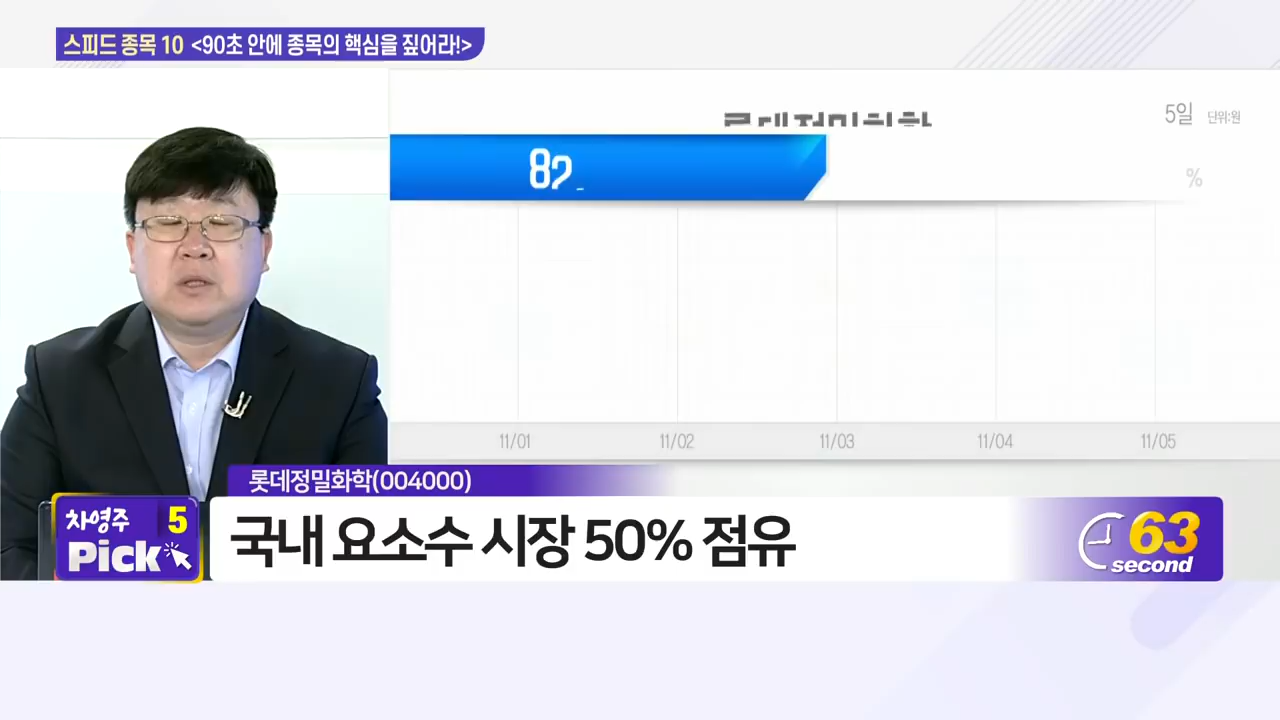 스피드 종목 10 <90초 안에 종목의 핵심을 짚어라!>
5일 단위:원
82
%
11/01 11/02 11/03 11/04 11/05
롯데정밀화학(004000)
차영주 5
Pick
국내 요소수 시장 50% 점유
63
second